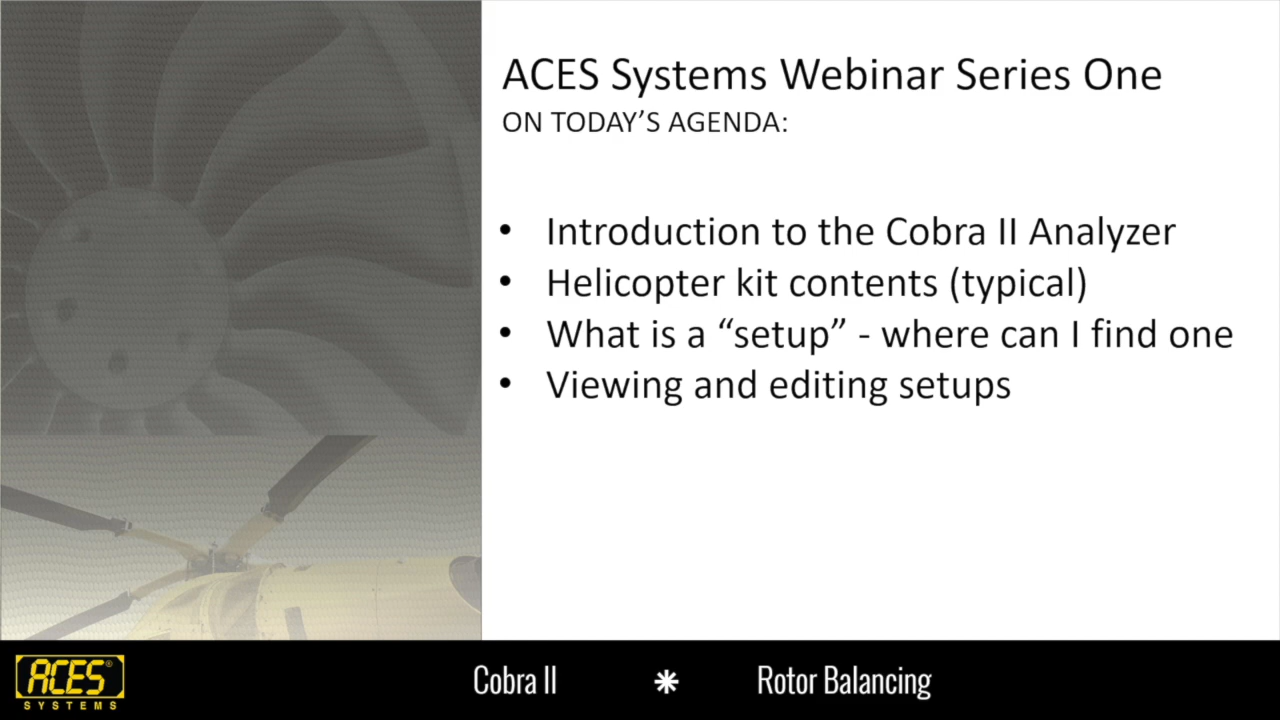 ACES Systems Webinar Series One
ON TODAY’S AGENDA:
• Introduction to the Cobra II Analyzer
• Helicopter kit contents (typical)
• What is a “setup” - where can I find one
• Viewing and editing setups
ACES®
SYSTEMS
Cobra II * Rotor Balancing